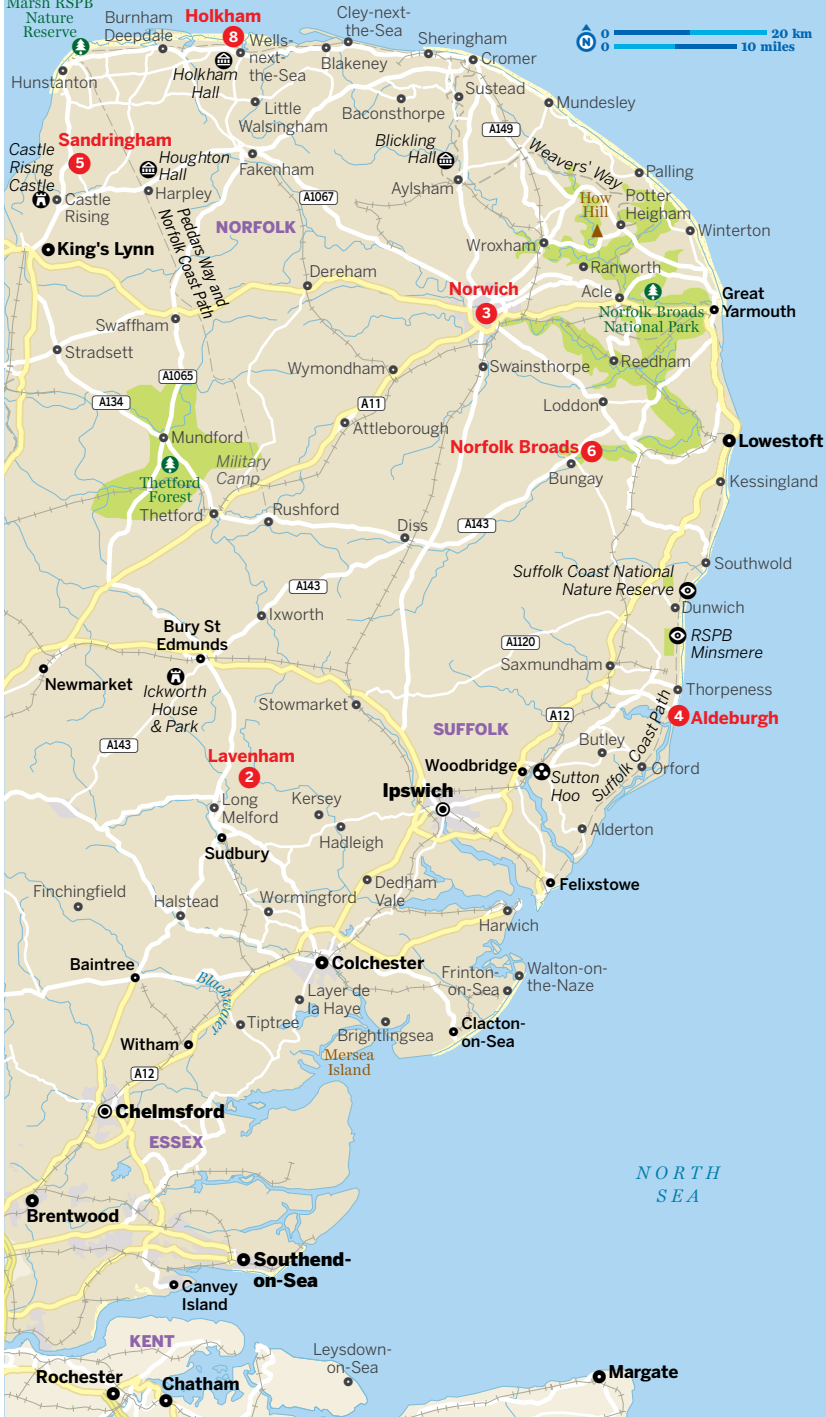 Marsh RSPB
Nature
Reserve
Burnham
Deepdale
Holkham
8
Wells-
next-
the-Sea
Cley-next-
the-Sea
Blakeney
Sheringham
Cromer
N
0 20 km
0 10 miles
Hunstanton
Holkham
Hall
Little
Walsingham
Baconsthorpe
Sustead
Mundesley
A149
Sandringham
5
Castle
Rising
Castle
Houghton
Hall
Fakenham
Blickling
Hall
Aylsham
Weavers' Way
Palling
Castle
Rising
Harpley
A1067
How
Hill
Potter
Heigham
Winterton
NORFOLK
Peddars Way and
Norfolk Coast Path
King's Lynn
Wroxham
Dereham
Ranworth
Norwich
3
Acle
Great
Yarmouth
Norfolk Broads
National Park
Swaffham
Stradsett
Wymondham
Swainsthorpe
Reedham
A1065
A134
A11
Loddon
Attleborough
Mundford
Military
Camp
Norfolk Broads
6
Lowestoft
Bungay
Thetford
Forest
Kessingland
Thetford
Rushford
Diss
A143
Southwold
Suffolk Coast National
Nature Reserve
A143
Dunwich
Ixworth
Bury St
Edmunds
A1120
RSPB
Minsmere
Saxmundham
Newmarket
Ickworth
House
& Park
Thorpeness
Stowmarket
A12
4
Aldeburgh
SUFFOLK
A143
Butley
Suffolk Coast Path
Lavenham
2
Woodbridge
Sutton
Hoo
Orford
Ipswich
Long
Melford
Kersey
Hadleigh
Alderton
Sudbury
Dedham
Vale
Felixstowe
Finchingfield
Halstead
Wormingford
Harwich
Baintree
Colchester
Frinton-
on-Sea
Walton-on-
the-Naze
Blackwater
Layer de
la Haye
Tiptree
Brightlingsea
Clacton-
on-Sea
Witham
Mersea
Island
A12
Chelmsford
ESSEX
NORTH
SEA
Brentwood
Southend-
on-Sea
Canvey
Island
KENT
Leysdown-
on-Sea
Rochester
Chatham
Margate